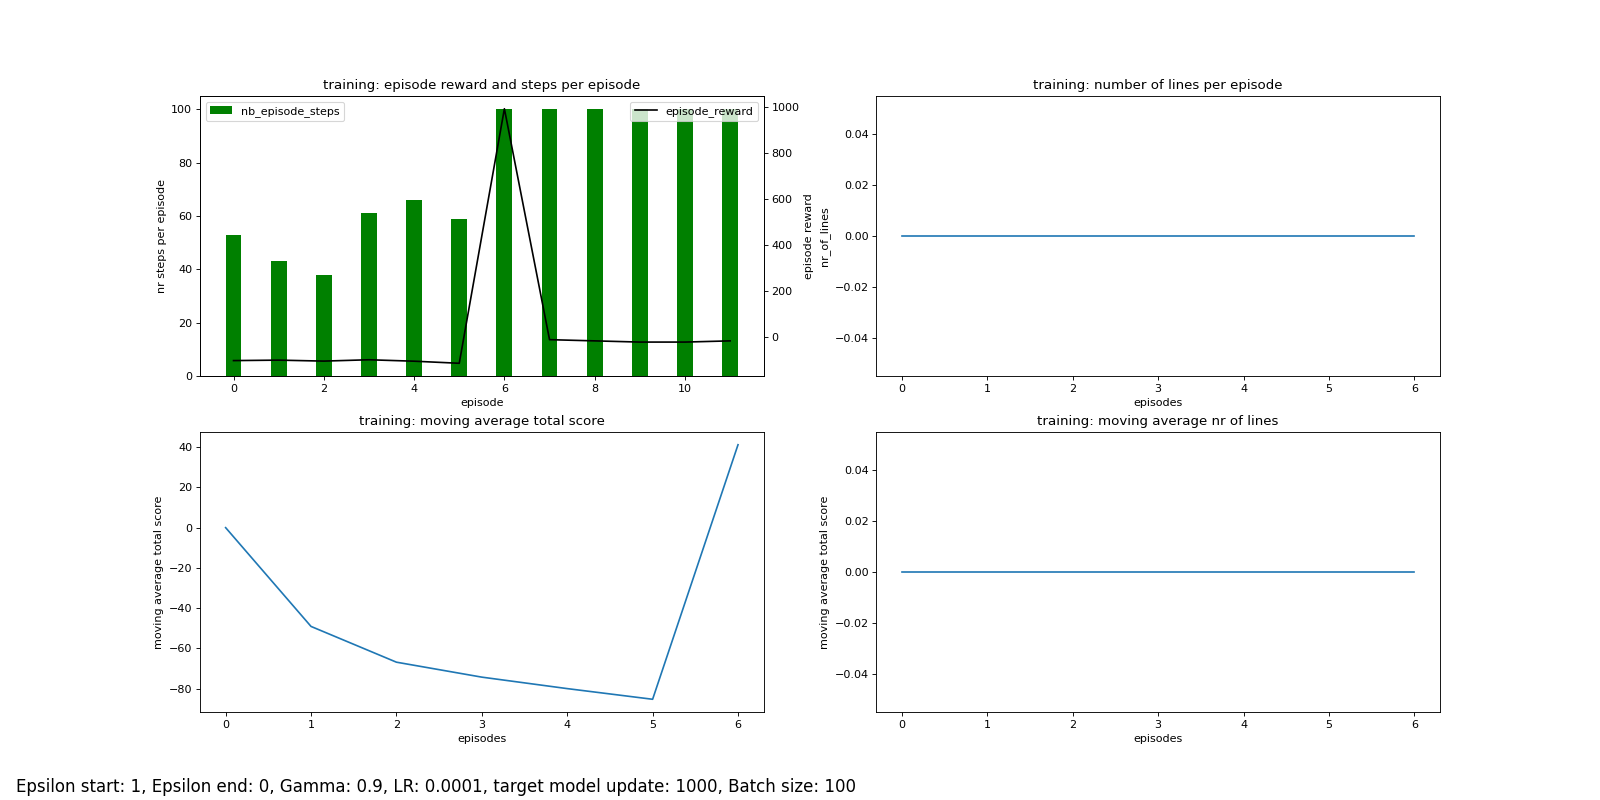 training: episode reward and steps per episode
nb_episode_steps
episode_reward
nr steps per episode
100
80
60
40
20
0
1000
800
600
400
200
0
episode reward
0 2 4 6 8 10
episode
training: number of lines per episode
nr_of_lines
0.04
0.02
0.00
−0.02
−0.04
0 1 2 3 4 5 6
episodes
training: moving average total score
moving average total score
40
20
0
−20
−40
−60
−80
0 1 2 3 4 5 6
episodes
training: moving average nr of lines
moving average total score
0.04
0.02
0.00
−0.02
−0.04
0 1 2 3 4 5 6
episodes
Epsilon start: 1, Epsilon end: 0, Gamma: 0.9, LR: 0.0001, target model update: 1000, Batch size: 100